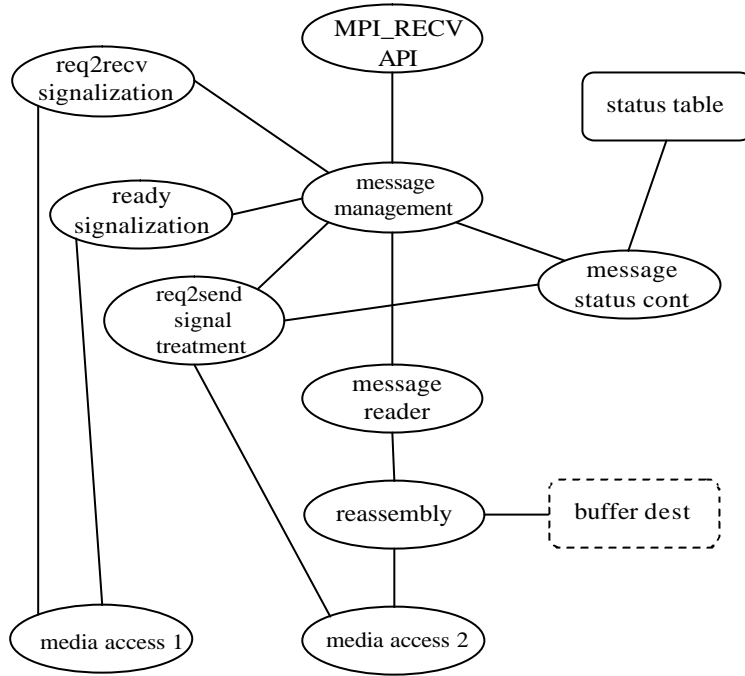 MPI_RECV
API
req2recv
signalization
status table
message
management
ready
signalization
message
status cont
req2send
signal
treatment
message
reader
reassembly
buffer dest
media access 1
media access 2